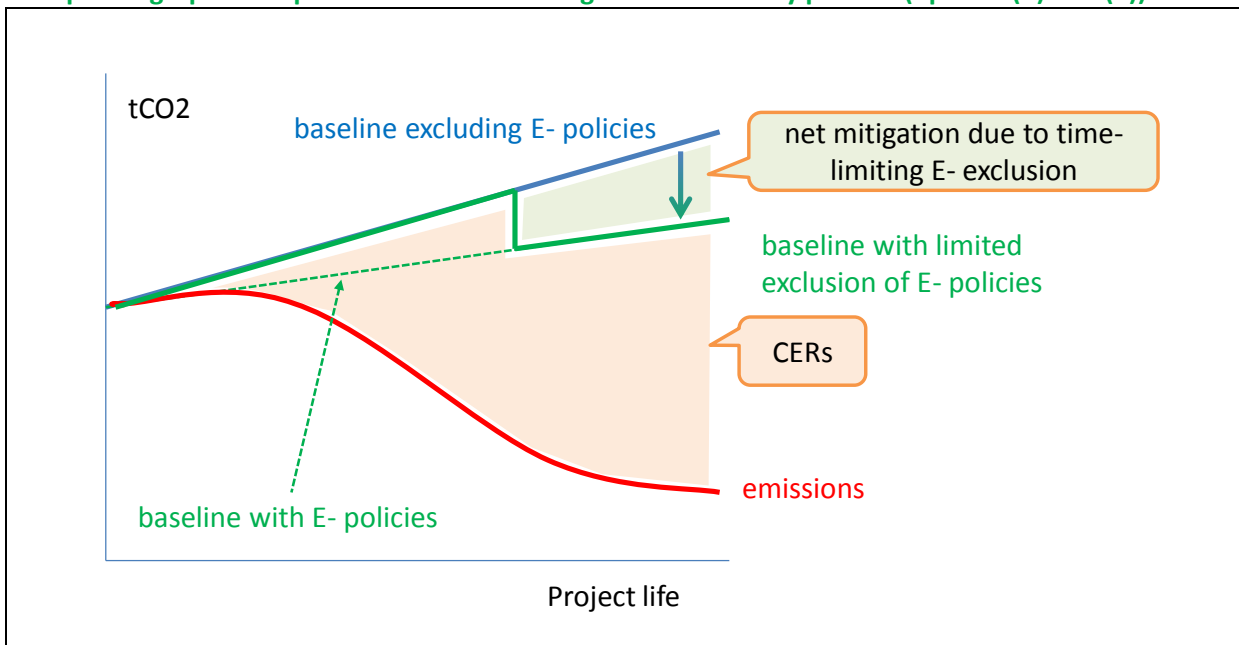 tCO2
baseline excluding E- policies
net mitigation due to time-
limiting E- exclusion
baseline with limited
exclusion of E- policies
CERs
emissions
baseline with E- policies
Project life